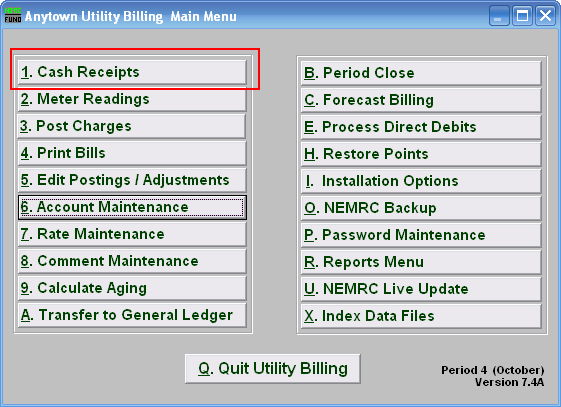 FUND
Anytown Utility Billing Main Menu
1. Cash Receipts
2. Meter Readings
3. Post Charges
4. Print Bills
5. Edit Postings / Adjustments
6. Account Maintenance
7. Rate Maintenance
8. Comment Maintenance
9. Calculate Aging
A. Transfer to General Ledger
B. Period Close
C. Forecast Billing
E. Process Direct Debits
H. Restore Points
I. Installation Options
O. NEMRC Backup
P. Password Maintenance
R. Reports Menu
U. NEMRC Live Update
X. Index Data Files
Q. Quit Utility Billing
Period 4 (October)
Version 7.4A